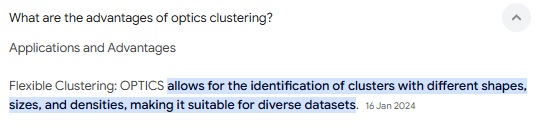 What are the advantages of optics clustering?
Applications and Advantages
Flexible Clustering: OPTICS allows for the identification of clusters with different shapes,
sizes, and densities, making it suitable for diverse datasets. 16 Jan 2024